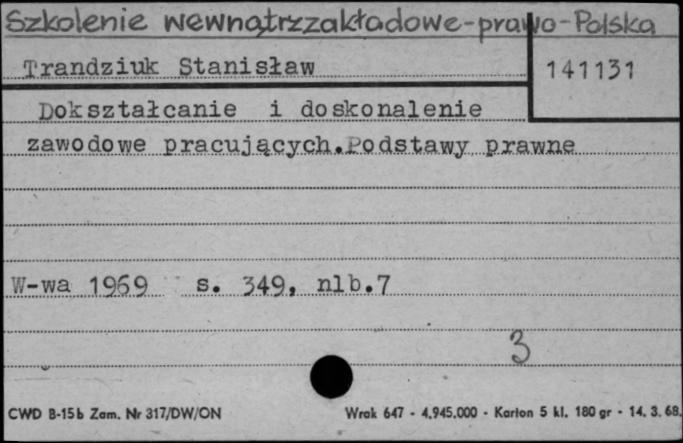 Szkolenie wewnątrzzakładowe-prawo-Polska
Trandziuk Stanisław
141131
Dokształcanie i doskonalenie
zawodowe pracujących.Podstawy prawne
W-wa 1969 s. 349, nlb.7
3
CWD B-15b Zam. Nr 317/DW/ON
Wrok 647 - 4.945.000 - Karton 5 kl. 180 gr - 14. 3. 68.